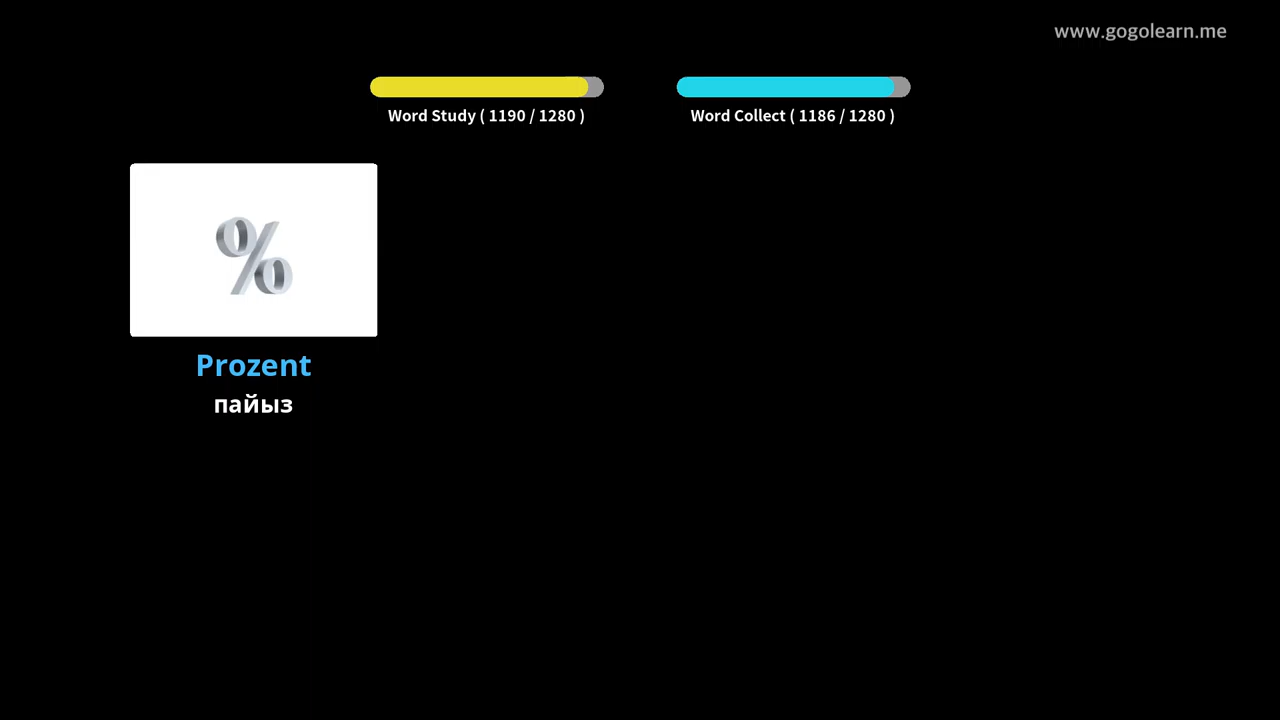 www.gogolearn.me
Word Study ( 1190 / 1280 )
Word Collect ( 1186 / 1280 )
%
Prozent
пайыз